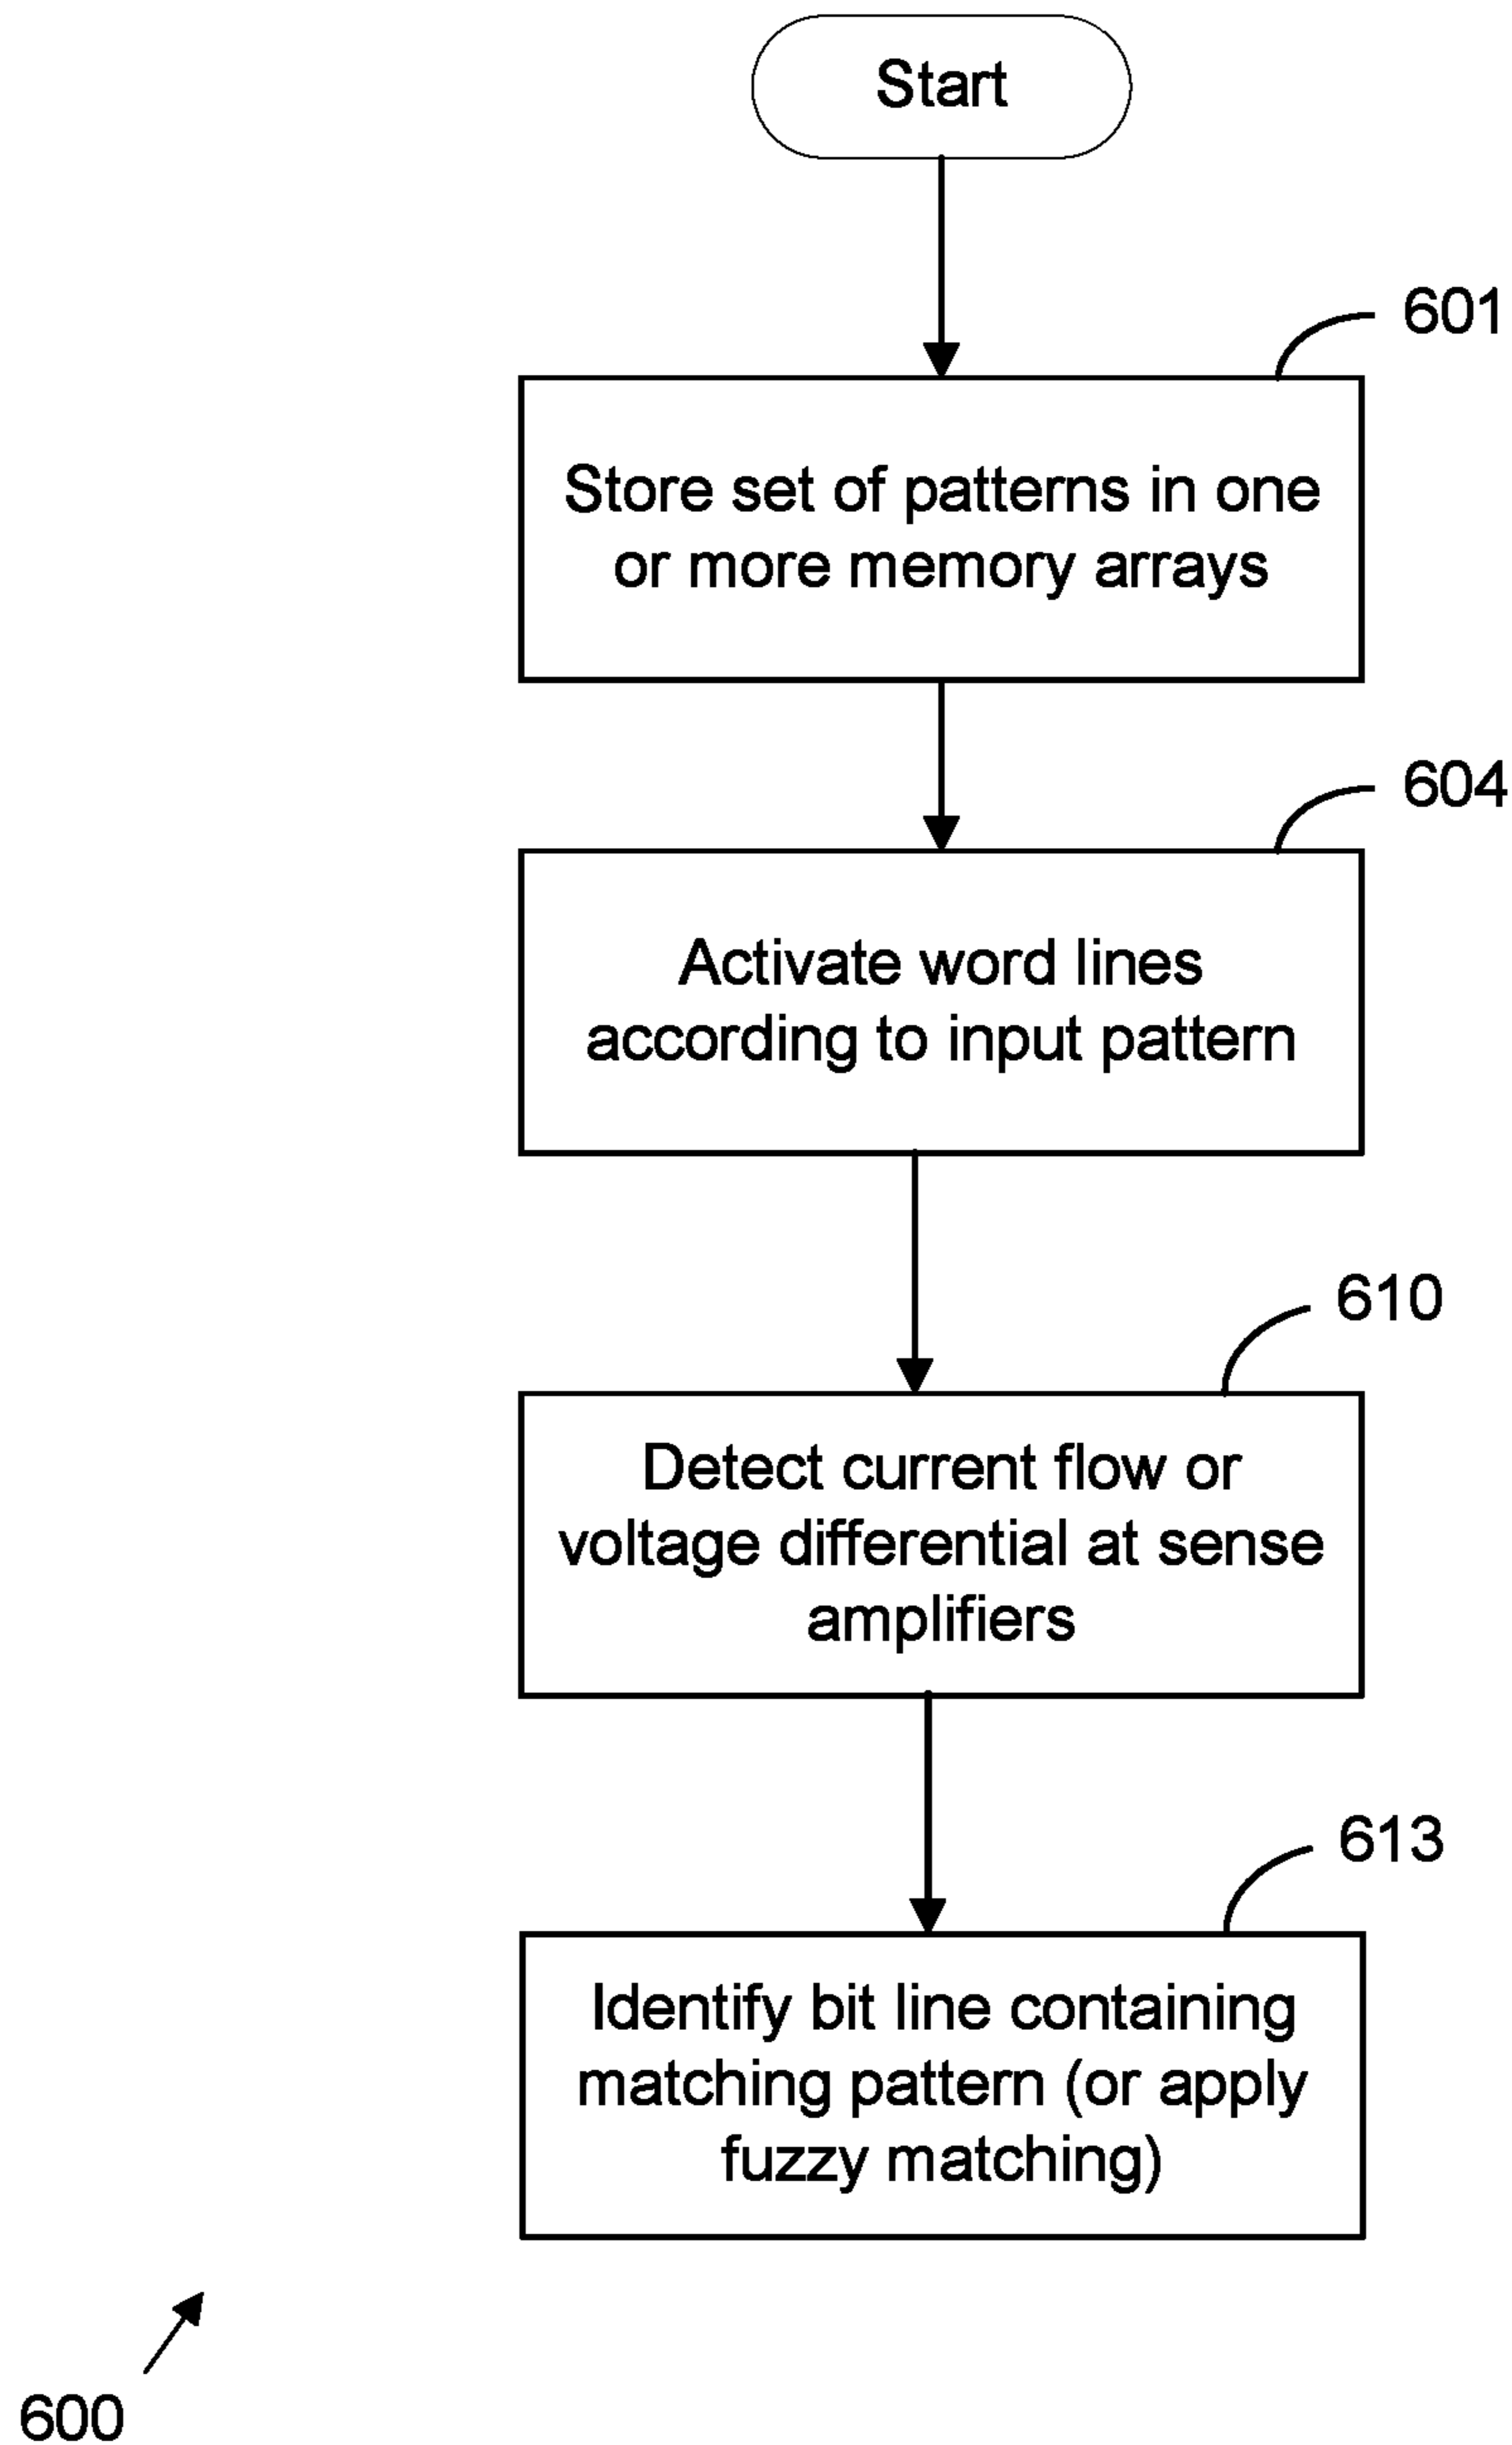 Start
601
Store set of patterns in one
or more memory arrays
604
Activate word lines
according to input pattern
610
Detect current flow or
voltage differential at sense
amplifiers
613
Identify bit line containing
matching pattern (or apply
fuzzy matching)
600